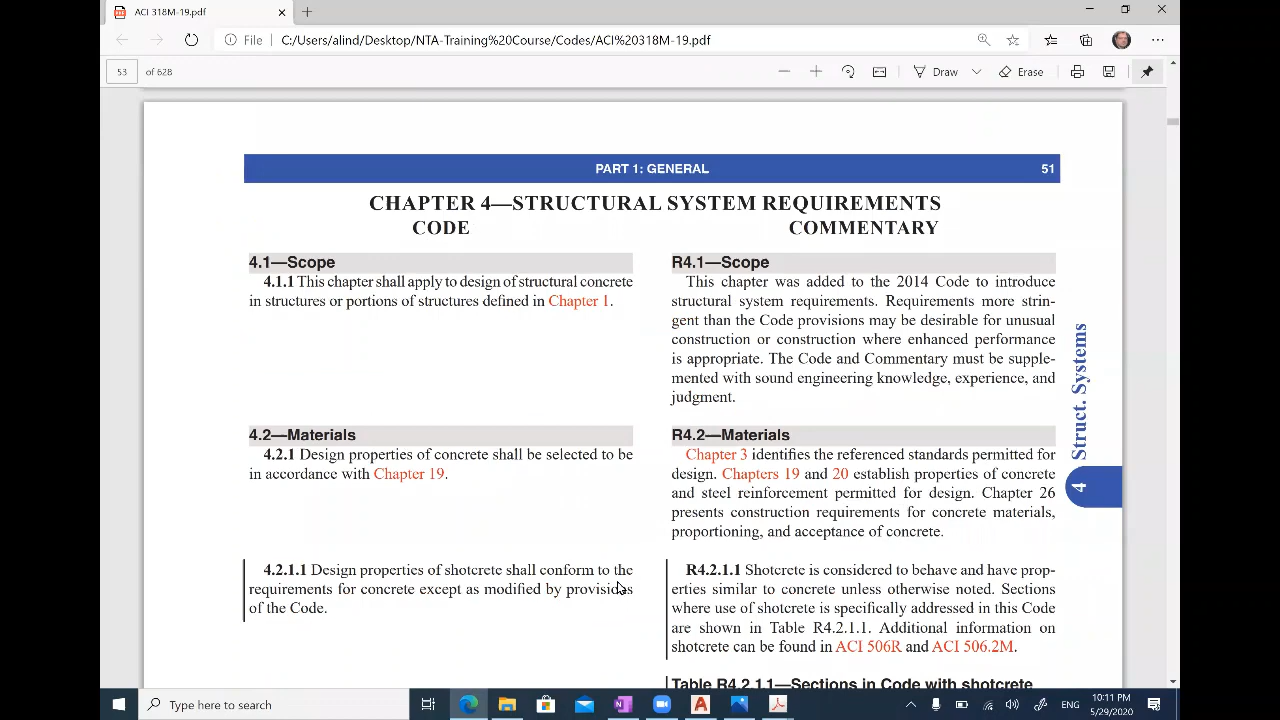 ACI 318M-19.pdf
File
C:/Users/alind/Desktop/NTA-Training%20Course/Codes/ACI%20318M-19.pdf
53 of 628
Draw
Erase
PART 1: GENERAL 51
CHAPTER 4—STRUCTURAL SYSTEM REQUIREMENTS
CODE
4.1—Scope
4.1.1 This chapter shall apply to design of structural concrete
in structures or portions of structures defined in Chapter 1.
4.2—Materials
4.2.1 Design properties of concrete shall be selected to be
in accordance with Chapter 19.
4.2.1.1 Design properties of shotcrete shall conform to the
requirements for concrete except as modified by provisions
of the Code.
COMMENTARY
R4.1—Scope
This chapter was added to the 2014 Code to introduce
structural system requirements. Requirements more strin-
gent than the Code provisions may be desirable for unusual
construction or construction where enhanced performance
is appropriate. The Code and Commentary must be supple-
mented with sound engineering knowledge, experience, and
judgment.
R4.2—Materials
Chapter 3 identifies the referenced standards permitted for
design. Chapters 19 and 20 establish properties of concrete
and steel reinforcement permitted for design. Chapter 26
presents construction requirements for concrete materials,
proportioning, and acceptance of concrete.
R4.2.1.1 Shotcrete is considered to behave and have prop-
erties similar to concrete unless otherwise noted. Sections
where use of shotcrete is specifically addressed in this Code
are shown in Table R4.2.1.1. Additional information on
shotcrete can be found in ACI 506R and ACI 506.2M.
Table R4.2.1.1—Sections in Code with shotcrete
Struct. Systems
4
Type here to search
ENG
10:11 PM
5/29/2020